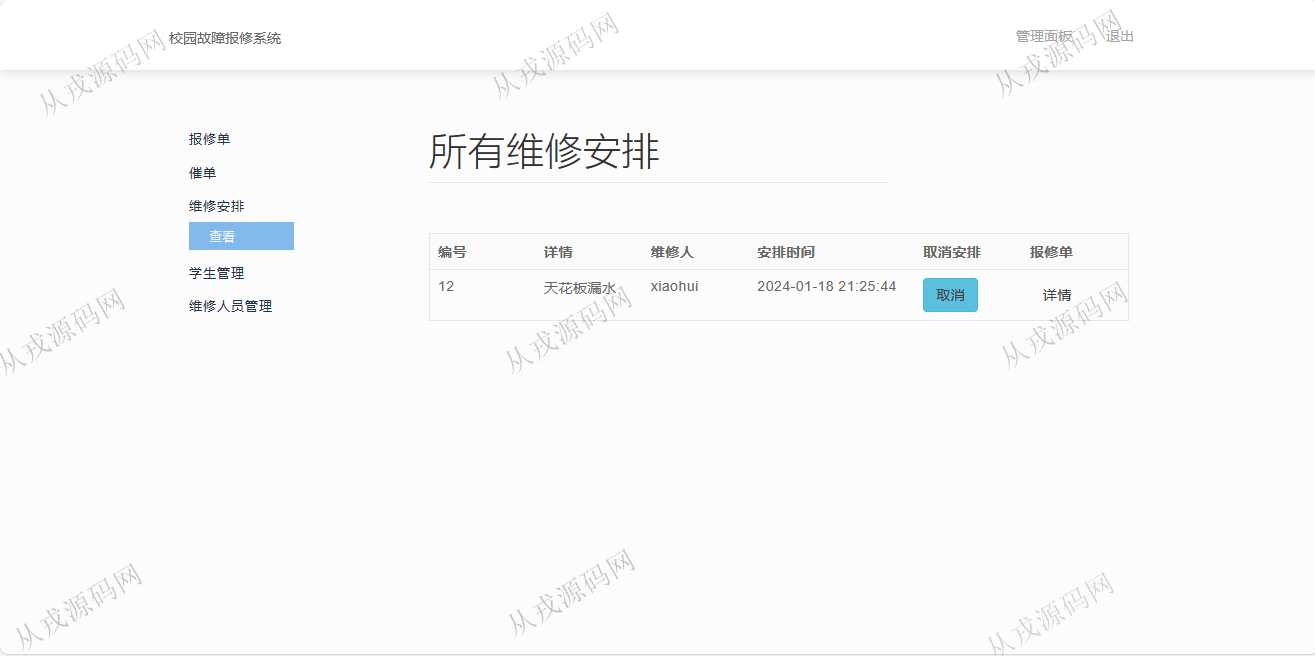 校园故障报修系统
管理面板 退出
报修单
催单
维修安排
查看
学生管理
维修人员管理
所有维修安排
编号 详情 维修人 安排时间 取消安排 报修单
12 天花板漏水 xiaohui 2024-01-18 21:25:44 取消 详情
从戎源码网
从戎源码网
从戎源码网
从戎源码网
从戎源码网
从戎源码网
从戎源码网
从戎源码网
从戎源码网